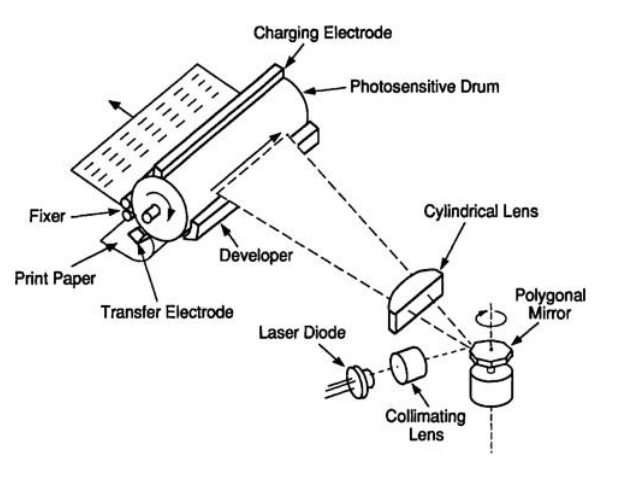 Charging Electrode
Photosensitive Drum
Cylindrical Lens
Fixer
Developer
Print Paper
Polygonal
Mirror
Transfer Electrode
Laser Diode
Collimating
Lens